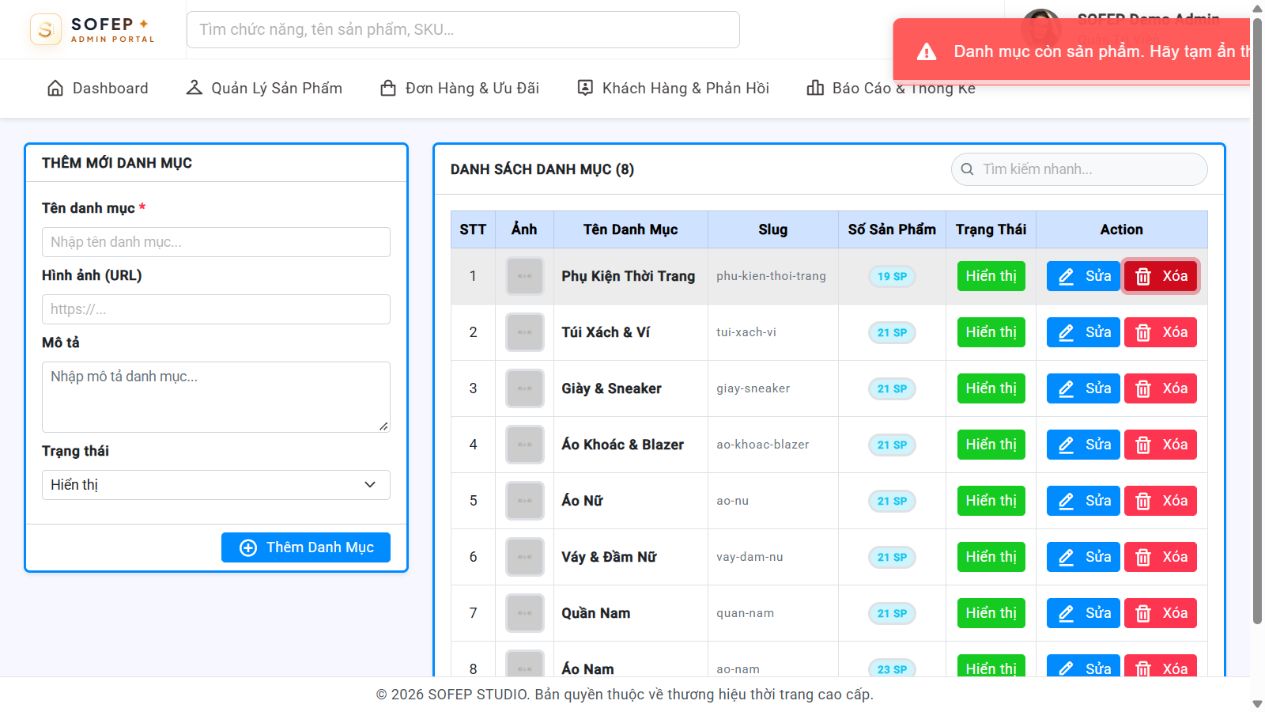 SOFEP
ADMIN PORTAL
Tìm chức năng, tên sản phẩm, SKU...
SOFEP Demo Admin
Danh mục còn sản phẩm. Hãy tạm ẩn th
Dashboard
Quản Lý Sản Phẩm
Đơn Hàng & Ưu Đãi
Khách Hàng & Phản Hồi
Báo Cáo & Thống Kê
THÊM MỚI DANH MỤC
Tên danh mục *
Nhập tên danh mục...
Hình ảnh (URL)
https://...
Mô tả
Nhập mô tả danh mục...
Trạng thái
Hiển thị
Thêm Danh Mục
DANH SÁCH DANH MỤC (8)
Tìm kiếm nhanh...
STT Ảnh Tên Danh Mục Slug Số Sản Phẩm Trạng Thái Action
1 Phụ Kiện Thời Trang phu-kien-thoi-trang 19 SP Hiển thị Sửa Xóa
2 Túi Xách & Ví tui-xach-vi 21 SP Hiển thị Sửa Xóa
3 Giày & Sneaker giay-sneaker 21 SP Hiển thị Sửa Xóa
4 Áo Khoác & Blazer ao-khoac-blazer 21 SP Hiển thị Sửa Xóa
5 Áo Nữ ao-nu 21 SP Hiển thị Sửa Xóa
6 Váy & Đầm Nữ vay-dam-nu 21 SP Hiển thị Sửa Xóa
7 Quần Nam quan-nam 21 SP Hiển thị Sửa Xóa
8 Áo Nam ao-nam 23 SP Hiển thị Sửa Xóa
© 2026 SOFEP STUDIO. Bản quyền thuộc về thương hiệu thời trang cao cấp.